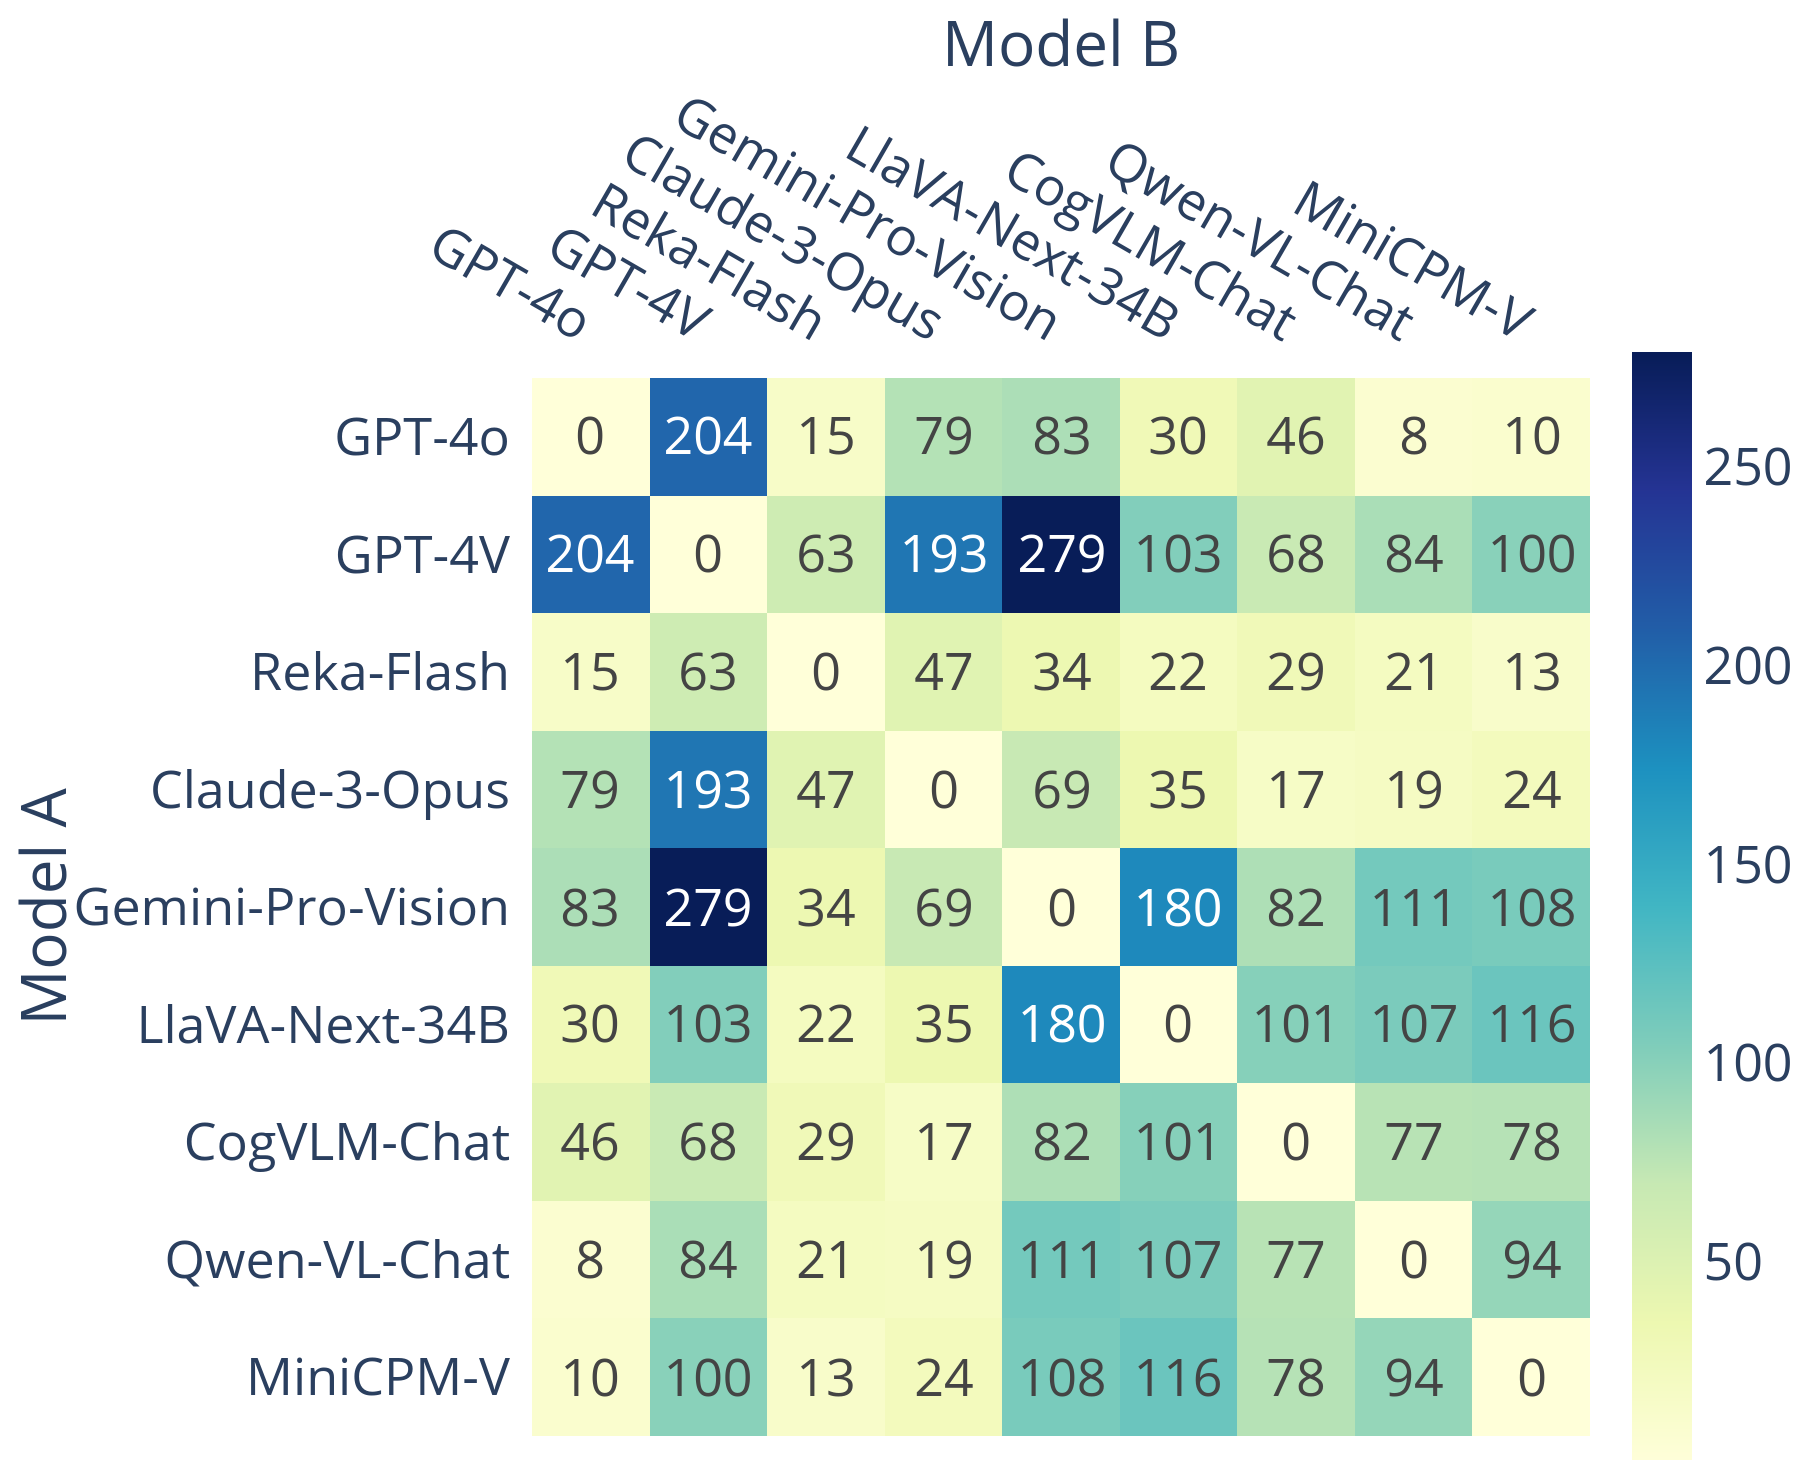 Model B
GPT-4o
GPT-4V
Reka-Flash
Claude-3-Opus
Gemini-Pro-Vision
LlaVA-Next-34B
CogVLM-Chat
Qwen-VL-Chat
MiniCPM-V
Model A
GPT-4o 0 204 15 79 83 30 46 8 10
GPT-4V 204 0 63 193 279 103 68 84 100
Reka-Flash 15 63 0 47 34 22 29 21 13
Claude-3-Opus 79 193 47 0 69 35 17 19 24
Gemini-Pro-Vision 83 279 34 69 0 180 82 111 108
LlaVA-Next-34B 30 103 22 35 180 0 101 107 116
CogVLM-Chat 46 68 29 17 82 101 0 77 78
Qwen-VL-Chat 8 84 21 19 111 107 77 0 94
MiniCPM-V 10 100 13 24 108 116 78 94 0
250
200
150
100
50